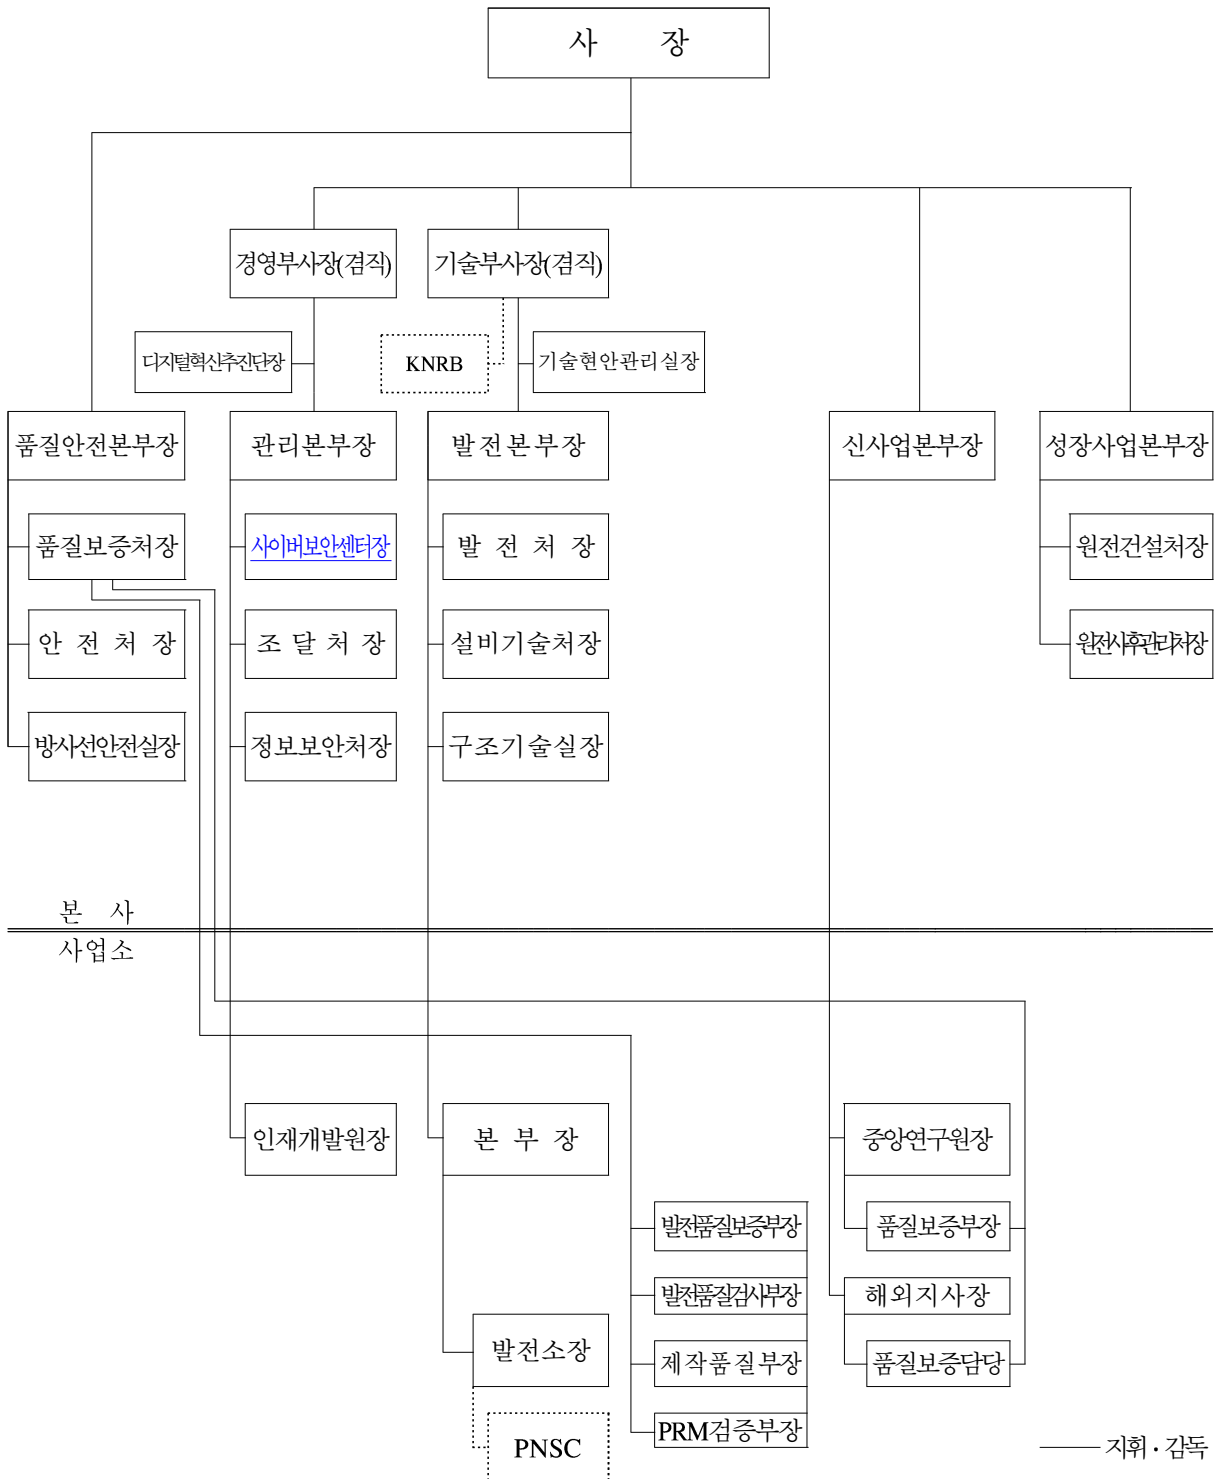 사 장
경영부사장(겸직)
기술부사장(겸직)
디지털혁신추진단장
KNRB
기술현안관리실장
품질안전본부장
관리본부장
발전본부장
신사업본부장
성장사업본부장
품질보증처장
사이버보안센터장
발 전 처 장
원전건설처장
안 전 처 장
조 달 처 장
설비기술처장
원전사후관리처장
방사선안전실장
정보보안처장
구조기술실장
본 사
사업소
인재개발원장
본 부 장
중앙연구원장
발전품질보증부장
품질보증부장
발전품질검사부장
해외지사장
발전소장
제작품질부장
품질보증담당
PRM검증부장
PNSC
지휘 · 감독